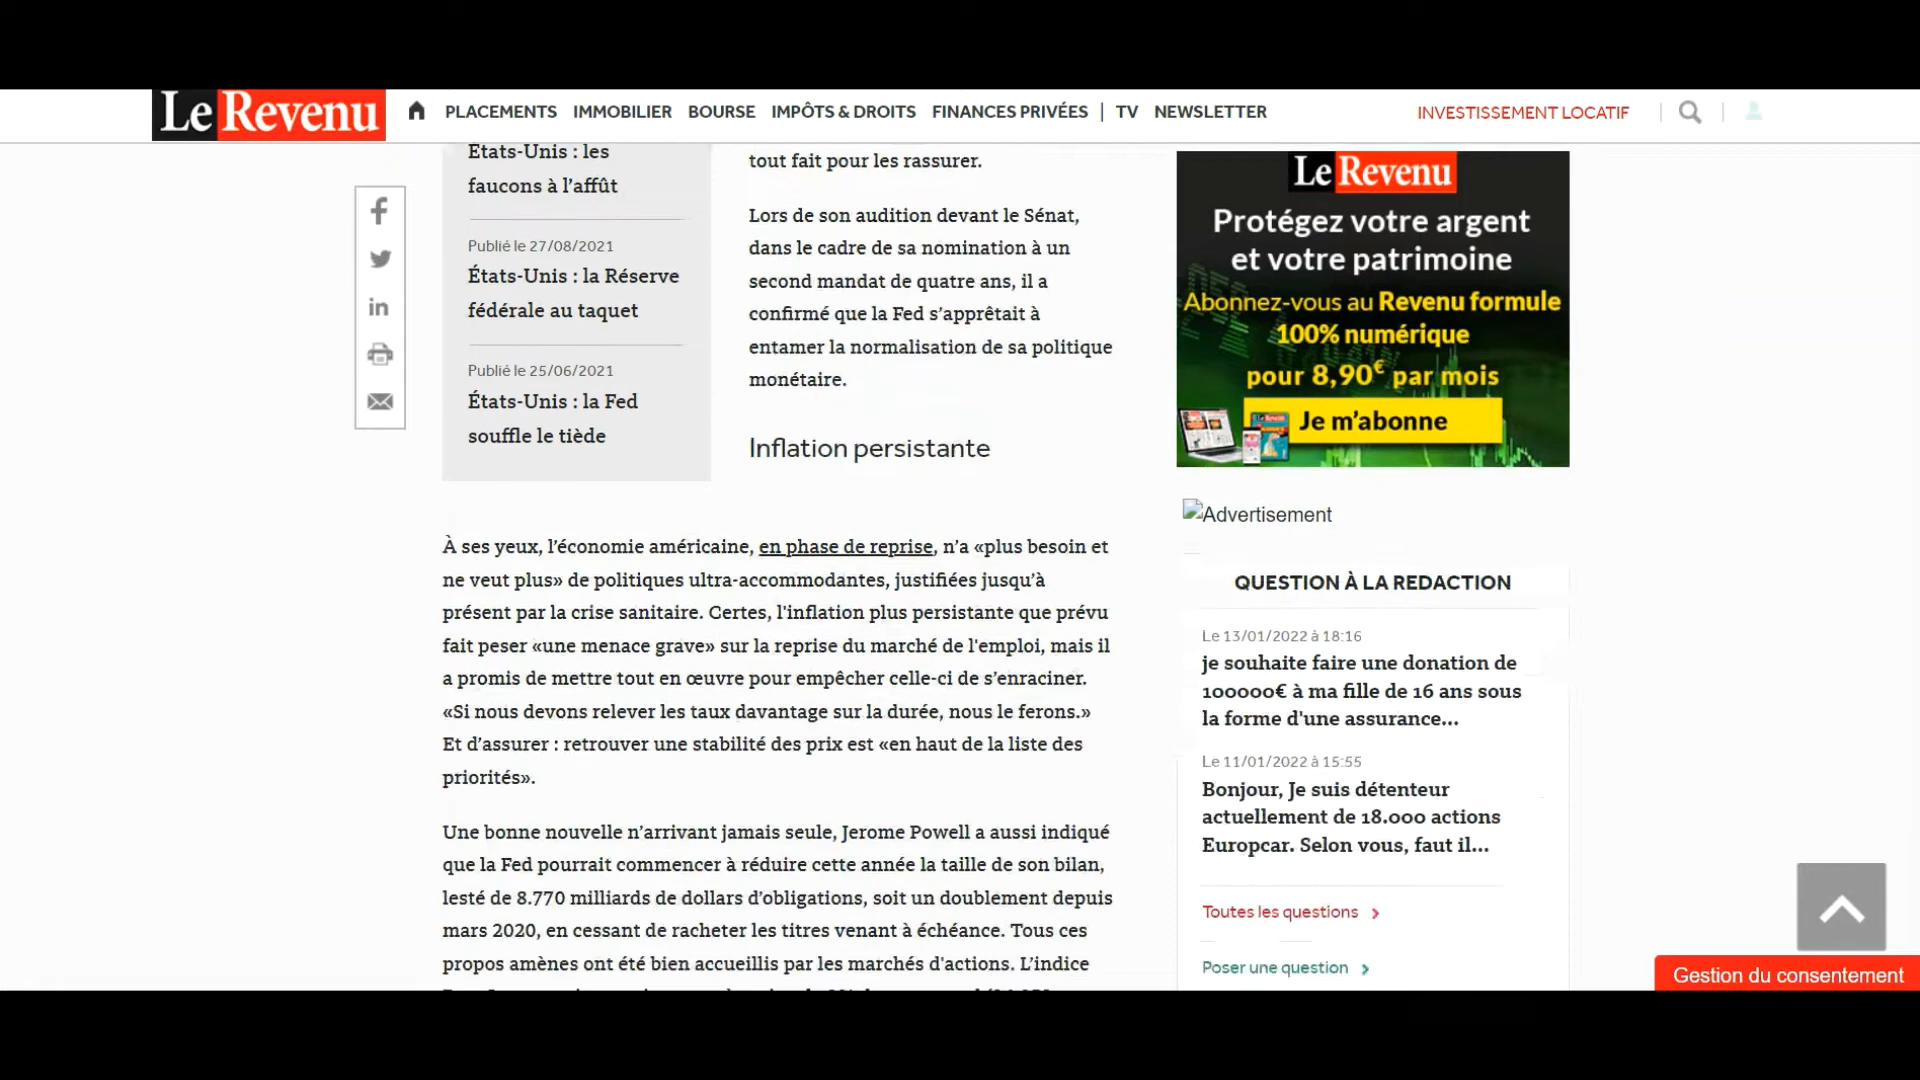 Le Revenu
PLACEMENTS IMMOBILIER BOURSE IMPÔTS & DROITS FINANCES PRIVÉES | TV NEWSLETTER
INVESTISSEMENT LOCATIF
États-Unis : les
faucons à l’affût
Publié le 27/08/2021
États-Unis : la Réserve
fédérale au taquet
Publié le 25/06/2021
États-Unis : la Fed
souffle le tiède
tout fait pour les rassurer.
Lors de son audition devant le Sénat,
dans le cadre de sa nomination à un
second mandat de quatre ans, il a
confirmé que la Fed s’apprêtait à
entamer la normalisation de sa politique
monétaire.
Inflation persistante
À ses yeux, l’économie américaine, en phase de reprise, n’a «plus besoin et
ne veut plus» de politiques ultra-accommodantes, justifiées jusqu’à
présent par la crise sanitaire. Certes, l'inflation plus persistante que prévu
fait peser «une menace grave» sur la reprise du marché de l'emploi, mais il
a promis de mettre tout en œuvre pour empêcher celle-ci de s’enraciner.
«Si nous devons relever les taux davantage sur la durée, nous le ferons.»
Et d’assurer : retrouver une stabilité des prix est «en haut de la liste des
priorités».
Une bonne nouvelle n’arrivant jamais seule, Jerome Powell a aussi indiqué
que la Fed pourrait commencer à réduire cette année la taille de son bilan,
lesté de 8.770 milliards de dollars d’obligations, soit un doublement depuis
mars 2020, en cessant de racheter les titres venant à échéance. Tous ces
propos amènes ont été bien accueillis par les marchés d'actions. L’indice
Le Revenu
Protégez votre argent
et votre patrimoine
Abonnez-vous au Revenu formule
100% numérique
pour 8,90€ par mois
Je m’abonne
Advertisement
QUESTION À LA REDACTION
Le 13/01/2022 à 18:16
je souhaite faire une donation de
100000€ à ma fille de 16 ans sous
la forme d'une assurance...
Le 11/01/2022 à 15:55
Bonjour, Je suis détenteur
actuellement de 18.000 actions
Europcar. Selon vous, faut il...
Toutes les questions
Poser une question
Gestion du consentement